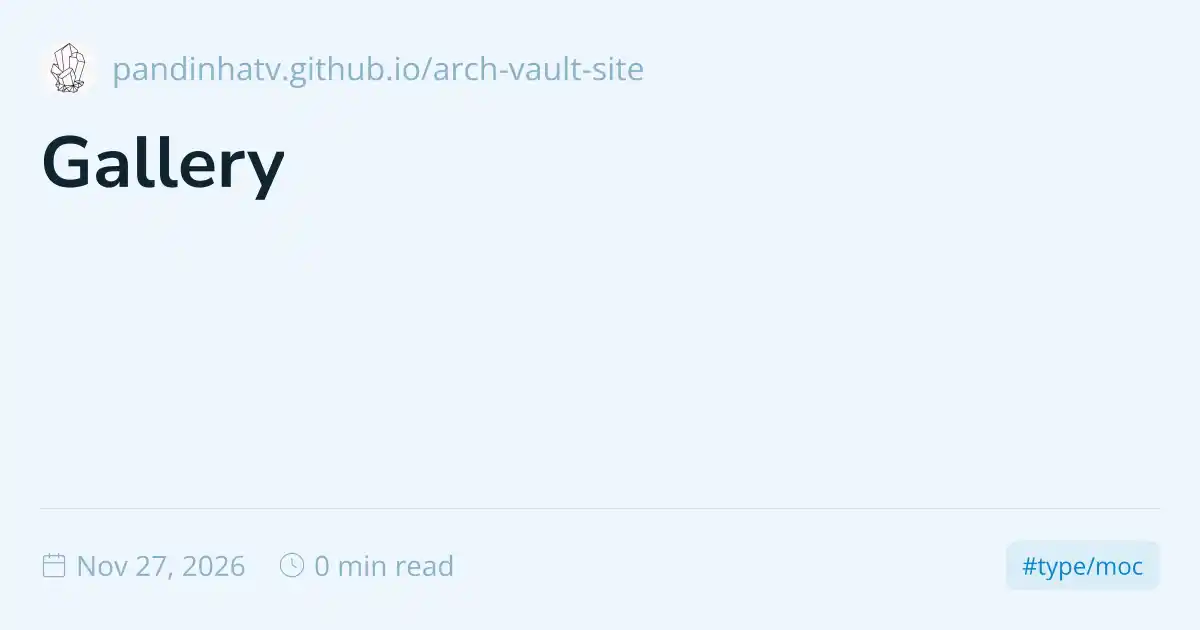 pandinhatv.github.io/arch-vault-site
Gallery
Nov 27, 2026 0 min read #type/moc